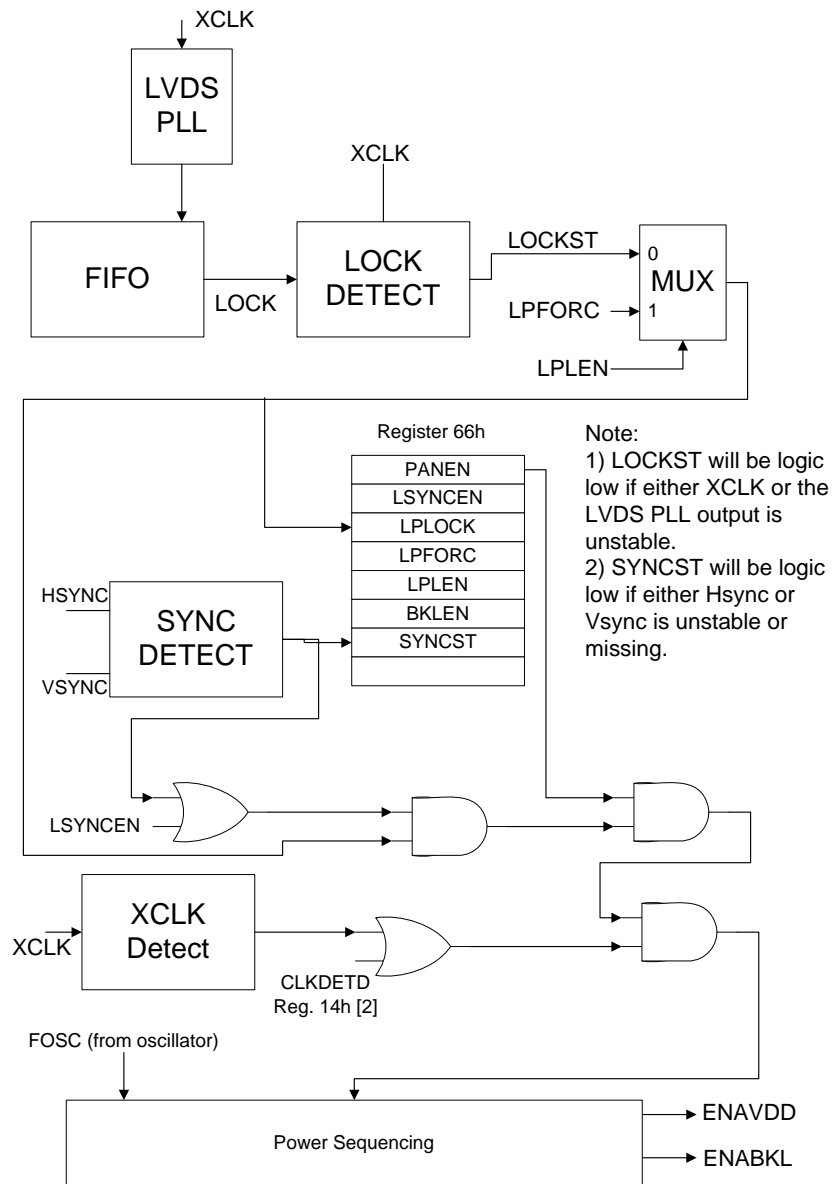 XCLK
LVDS
PLL
XCLK
FIFO
LOCK
LOCK
DETECT
LOCKST
0
MUX
LPFORC
1
LPLEN
Register 66h
PANEN
LSYNCEN
LPLOCK
LPFORC
LPLEN
BKLEN
SYNCST
Note:
1) LOCKST will be logic
low if either XCLK or the
LVDS PLL output is
unstable.
2) SYNCST will be logic
low if either Hsync or
Vsync is unstable or
missing.
HSYNC
SYNC
DETECT
VSYNC
LSYNCEN
XCLK
XCLK
Detect
CLKDETD
Reg. 14h [2]
FOSC (from oscillator)
Power Sequencing
ENAVDD
ENABKL